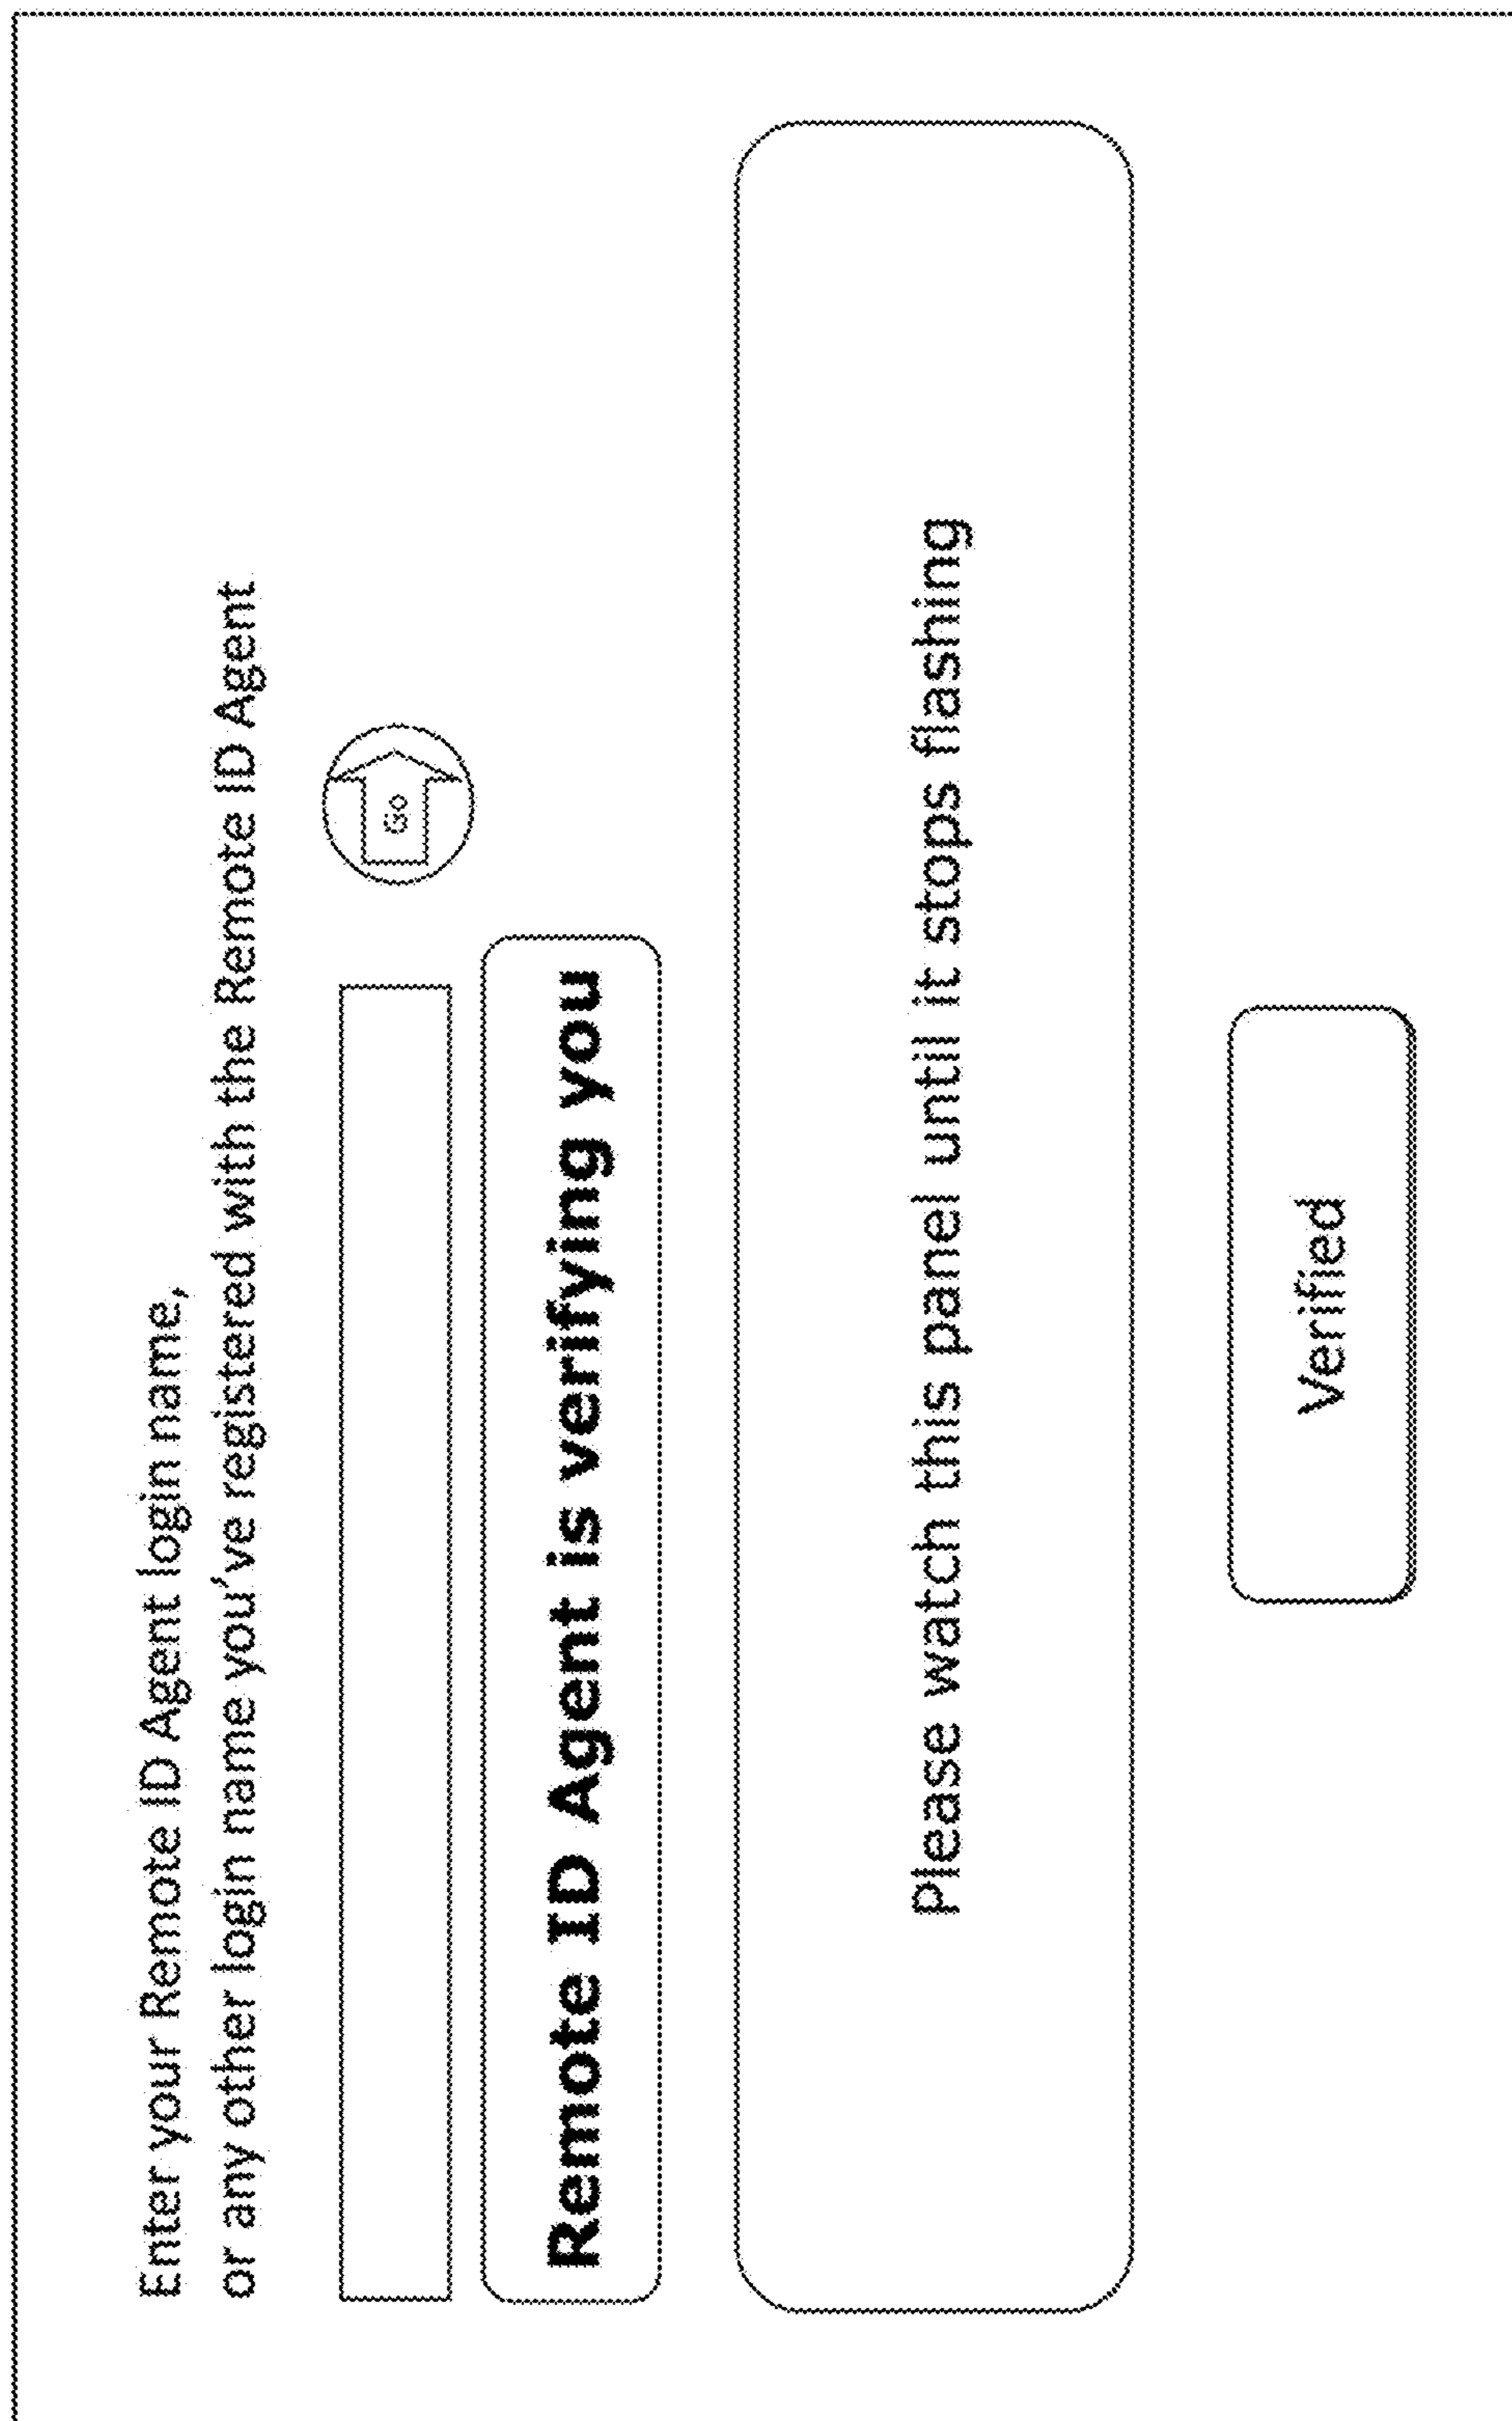 Enter your Remote ID Agent login name,
or any other login name you've registered with the Remote ID Agent
Go
Remote ID Agent is verifying you
Please watch this panel until it stops flashing
Verified